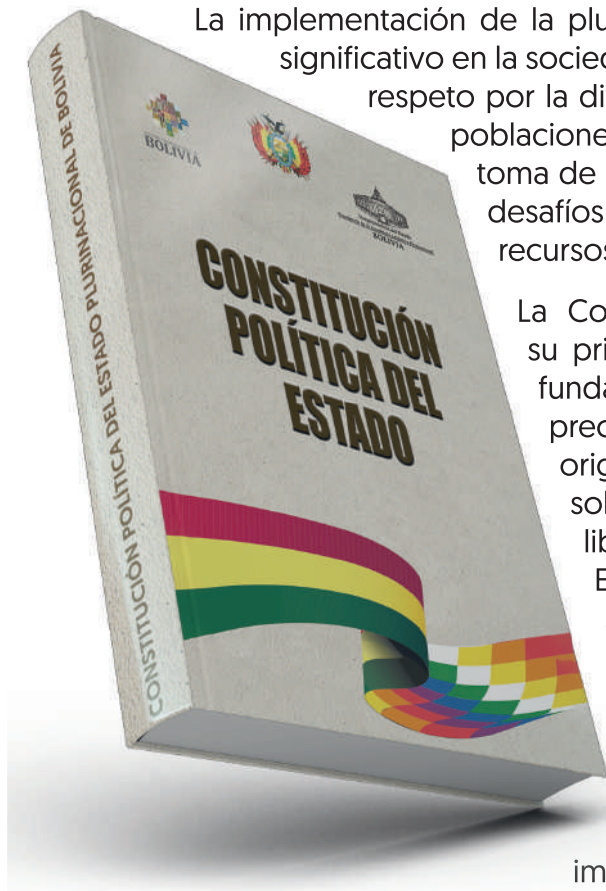 La implementación de la plu
significativo en la socied
respeto por la di
poblacione
toma de
desafíos
recursos
La Co
su pri
funda
prec
orig
sol
lib
E
im
CONSTITUCIÓN POLÍTICA DEL ESTADO PLURINACIONAL DE BOLIVIA
BOLIVIA
BOLIVIA
CONSTITUCIÓN
POLÍTICA DEL
ESTADO